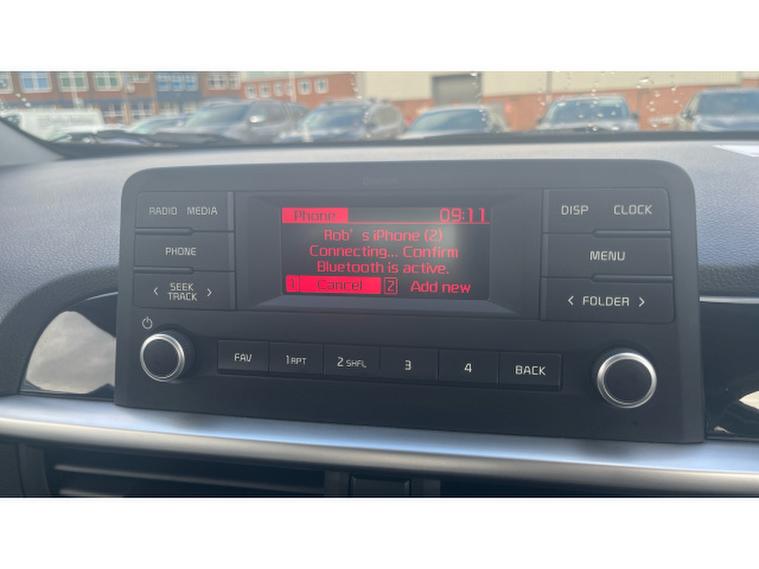 RADIO MEDIA
PHONE
< SEEK TRACK >
Phone 09:11
Rob's iPhone (2)
Connecting... Confirm
Bluetooth is active.
1 Cancel 2 Add new
DISP CLOCK
MENU
< FOLDER >
FAV 1 RPT 2 SHFL 3 4 BACK